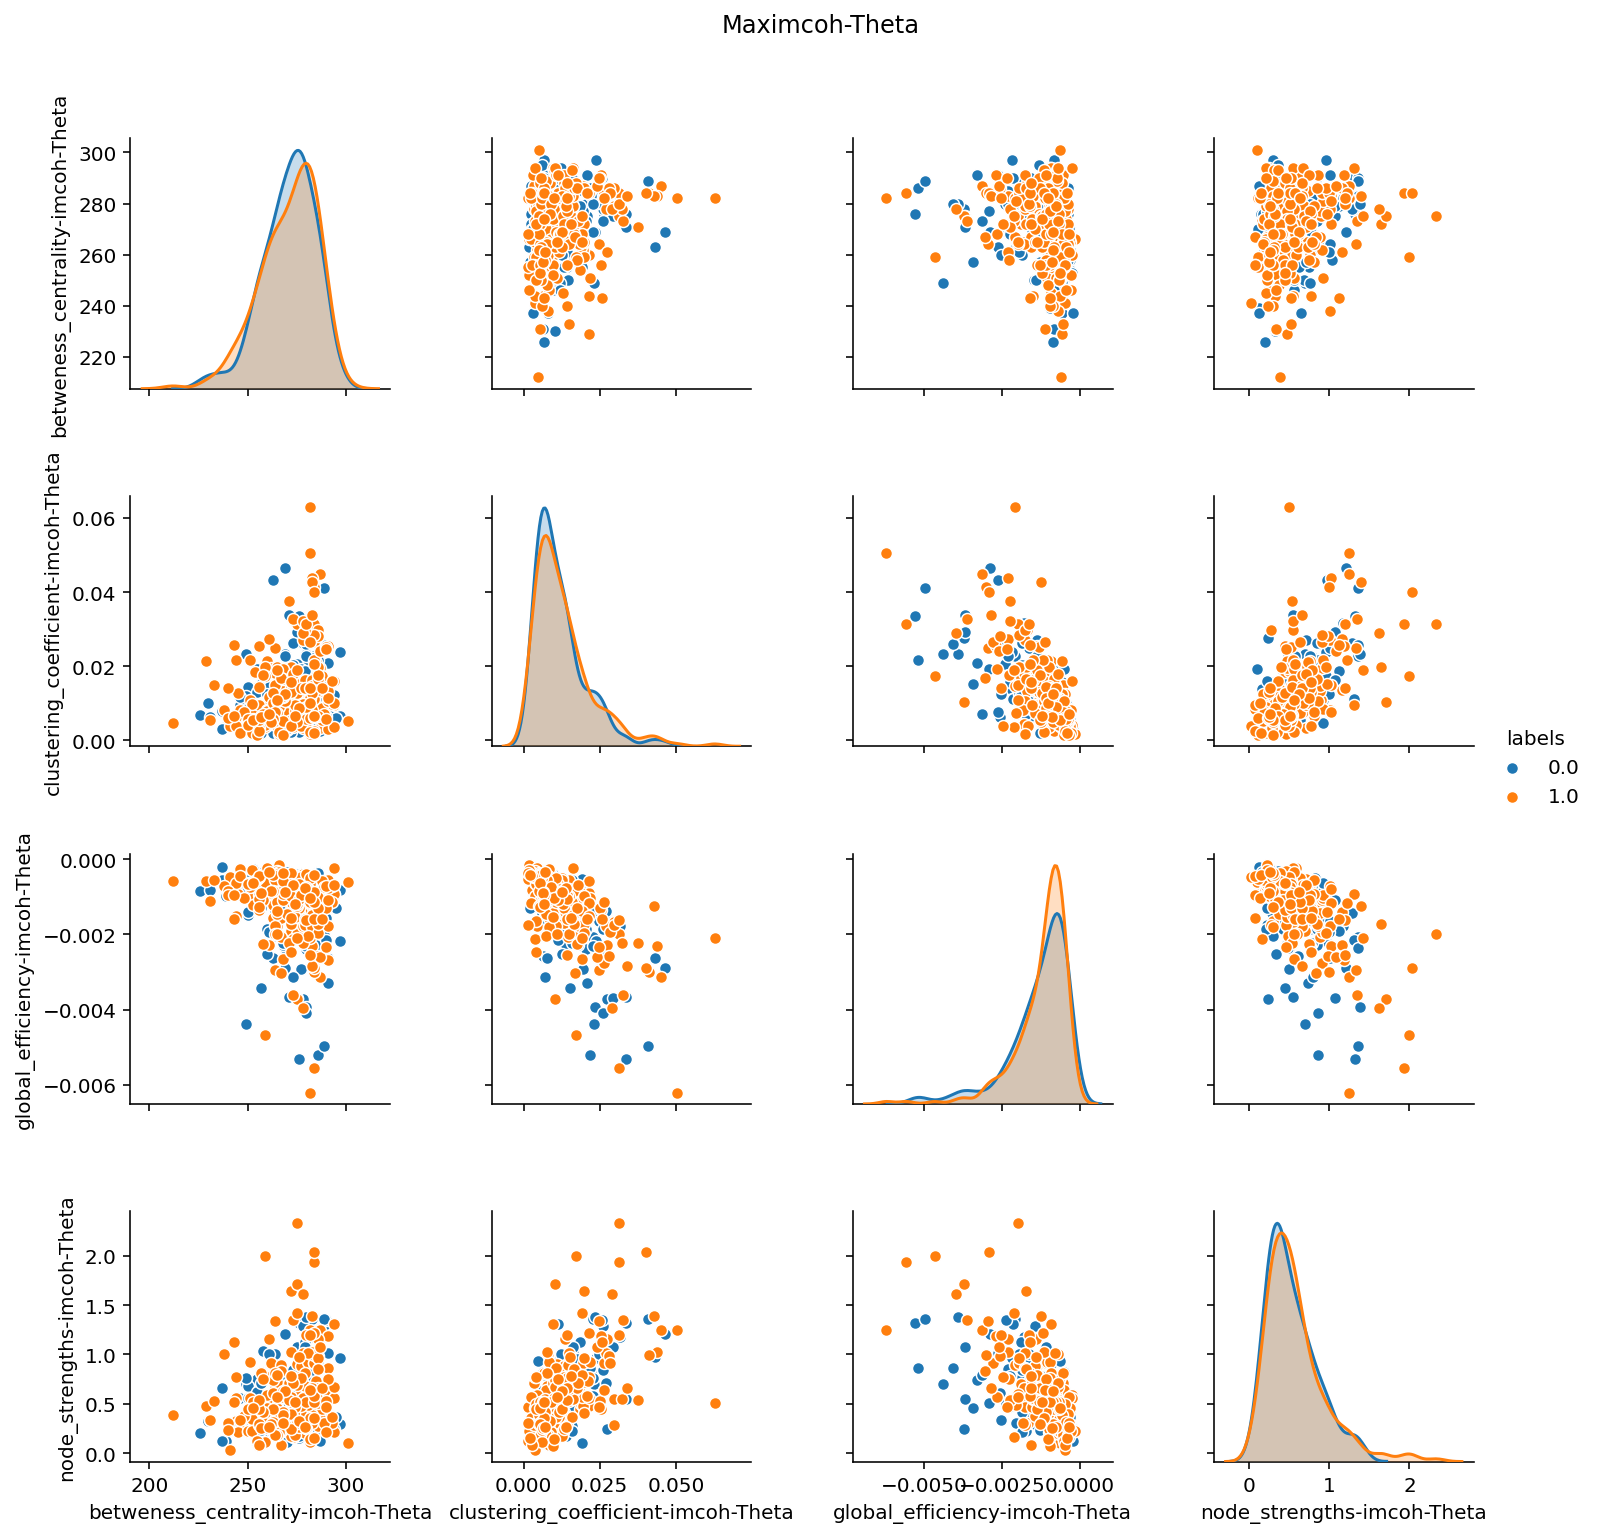 Maximcoh-Theta
betweness_centrality-imcoh-Theta
300
280
260
240
220
clustering_coefficient-imcoh-Theta
0.06
0.04
0.02
0.00
labels
0.0
1.0
global_efficiency-imcoh-Theta
0.000
−0.002
−0.004
−0.006
node_strengths-imcoh-Theta
2.0
1.5
1.0
0.5
0.0
200 250 300 0.000 0.025 0.050 −0.0050 −0.0025 0.0000 0 1 2
betweness_centrality-imcoh-Theta clustering_coefficient-imcoh-Theta global_efficiency-imcoh-Theta node_strengths-imcoh-Theta